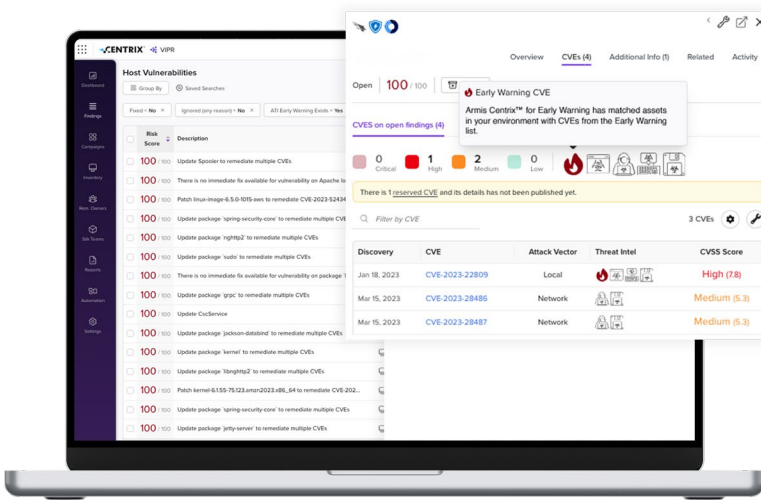 CENTRIX VIPR
Dashboard
Findings
Campaigns
Inventory
Rem. Owners
Silk Teams
Reports
Automation
Settings
Host Vulnerabilities
Group By Saved Searches
Fixed = No × Ignored (any reason) = No × ATI Early Warning Exists = Yes
Risk Score Description
100 / 100 Update Spooler to remediate multiple CVEs
100 / 100 There is no immediate fix available for vulnerability on Apache lo
100 / 100 Patch linux-image-6.5.0-1015-aws to remediate CVE-2023-52434
100 / 100 Update package 'spring-security-core' to remediate multiple CVE
100 / 100 Update package 'nghttp2' to remediate multiple CVEs
100 / 100 Update package 'sudo' to remediate multiple CVEs
100 / 100 There is no immediate fix available for vulnerability on package
100 / 100 Update package 'grpc' to remediate multiple CVEs
100 / 100 Update CscService
100 / 100 Update package 'jackson-databind' to remediate multiple CVEs
100 / 100 Update package 'kernel' to remediate multiple CVEs
100 / 100 Update package 'libnghttp2' to remediate multiple CVEs
100 / 100 Patch kernel-6.1.55-75.123.amzn2023.x86_64 to remediate CVE-202...
100 / 100 Update package 'spring-security-core' to remediate multiple CVEs
100 / 100 Update package 'jetty-server' to remediate multiple CVEs
Overview CVEs (4) Additional Info (1) Related Activity
Open 100 / 100
Early Warning CVE
Armis Centrix™ for Early Warning has matched assets
in your environment with CVEs from the Early Warning
list.
CVES on open findings (4)
0 Critical 1 High 2 Medium 0 Low
There is 1 reserved CVE and its details has not been published yet.
Filter by CVE 3 CVEs
Discovery CVE Attack Vector Threat Intel CVSS Score
Jan 18, 2023 CVE-2023-22809 Local High (7.8)
Mar 15, 2023 CVE-2023-28486 Network Medium (5.3)
Mar 15, 2023 CVE-2023-28487 Network Medium (5.3)